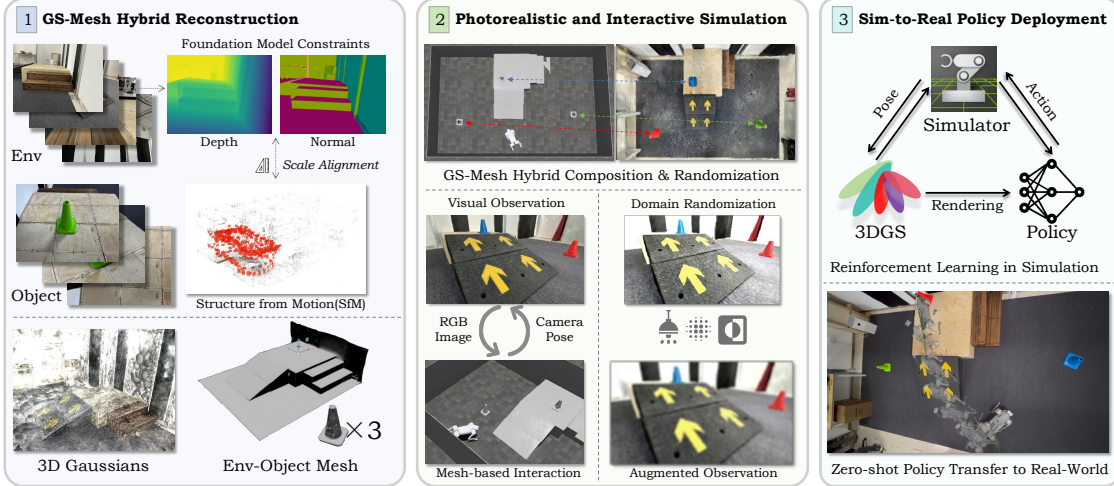 1 GS-Mesh Hybrid Reconstruction
Foundation Model Constraints
Env
Depth
Normal
Scale Alignment
Object
Structure from Motion(SfM)
3D Gaussians
×3
Env-Object Mesh
2 Photorealistic and Interactive Simulation
GS-Mesh Hybrid Composition & Randomization
Visual Observation
Domain Randomization
RGB
Image
Camera
Pose
Mesh-based Interaction
Augmented Observation
3 Sim-to-Real Policy Deployment
Pose
Action
Simulator
Rendering
3DGS
Policy
Reinforcement Learning in Simulation
Zero-shot Policy Transfer to Real-World